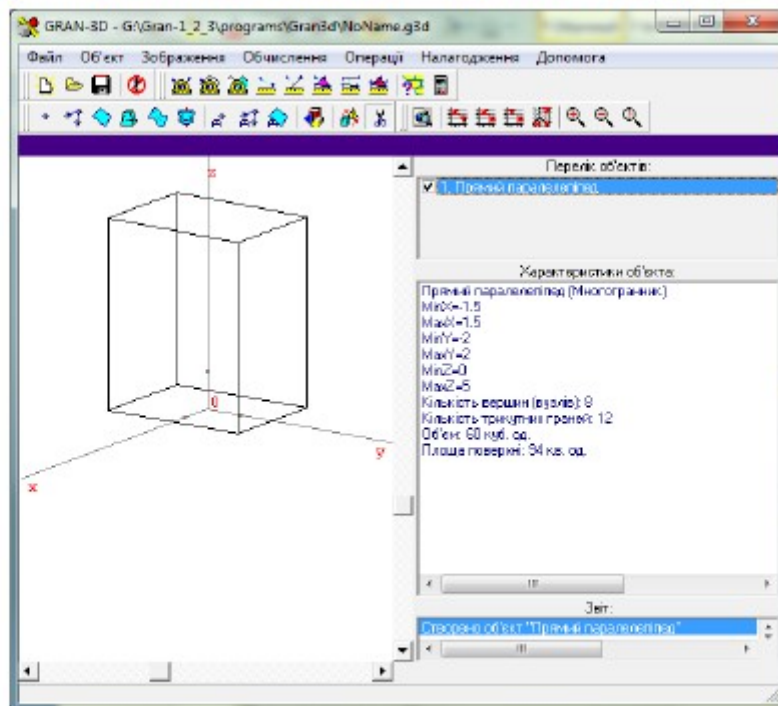 GRAN-3D - G:\Gran-1_2_3\programs\Gran3d\NoName.g3d
Файл Об'єкт Зображення Обчислення Операції Налагодження Допомога
Перелік об'єктів:
1. Прямий паралелепіпед
z
0
y
x
Характеристики об'єкта:
Прямий паралелепіпед (Многогранник)
MinX=-1.5
MaxX=1.5
MinY=-2
MaxY=2
MinZ=0
MaxZ=5
Кількість вершин (вузлів): 8
Кількість трикутних граней: 12
Об'єм: 60 куб. од.
Площа поверхні: 94 кв. од.
Звіт:
Створено об'єкт "Прямий паралелепіпед"